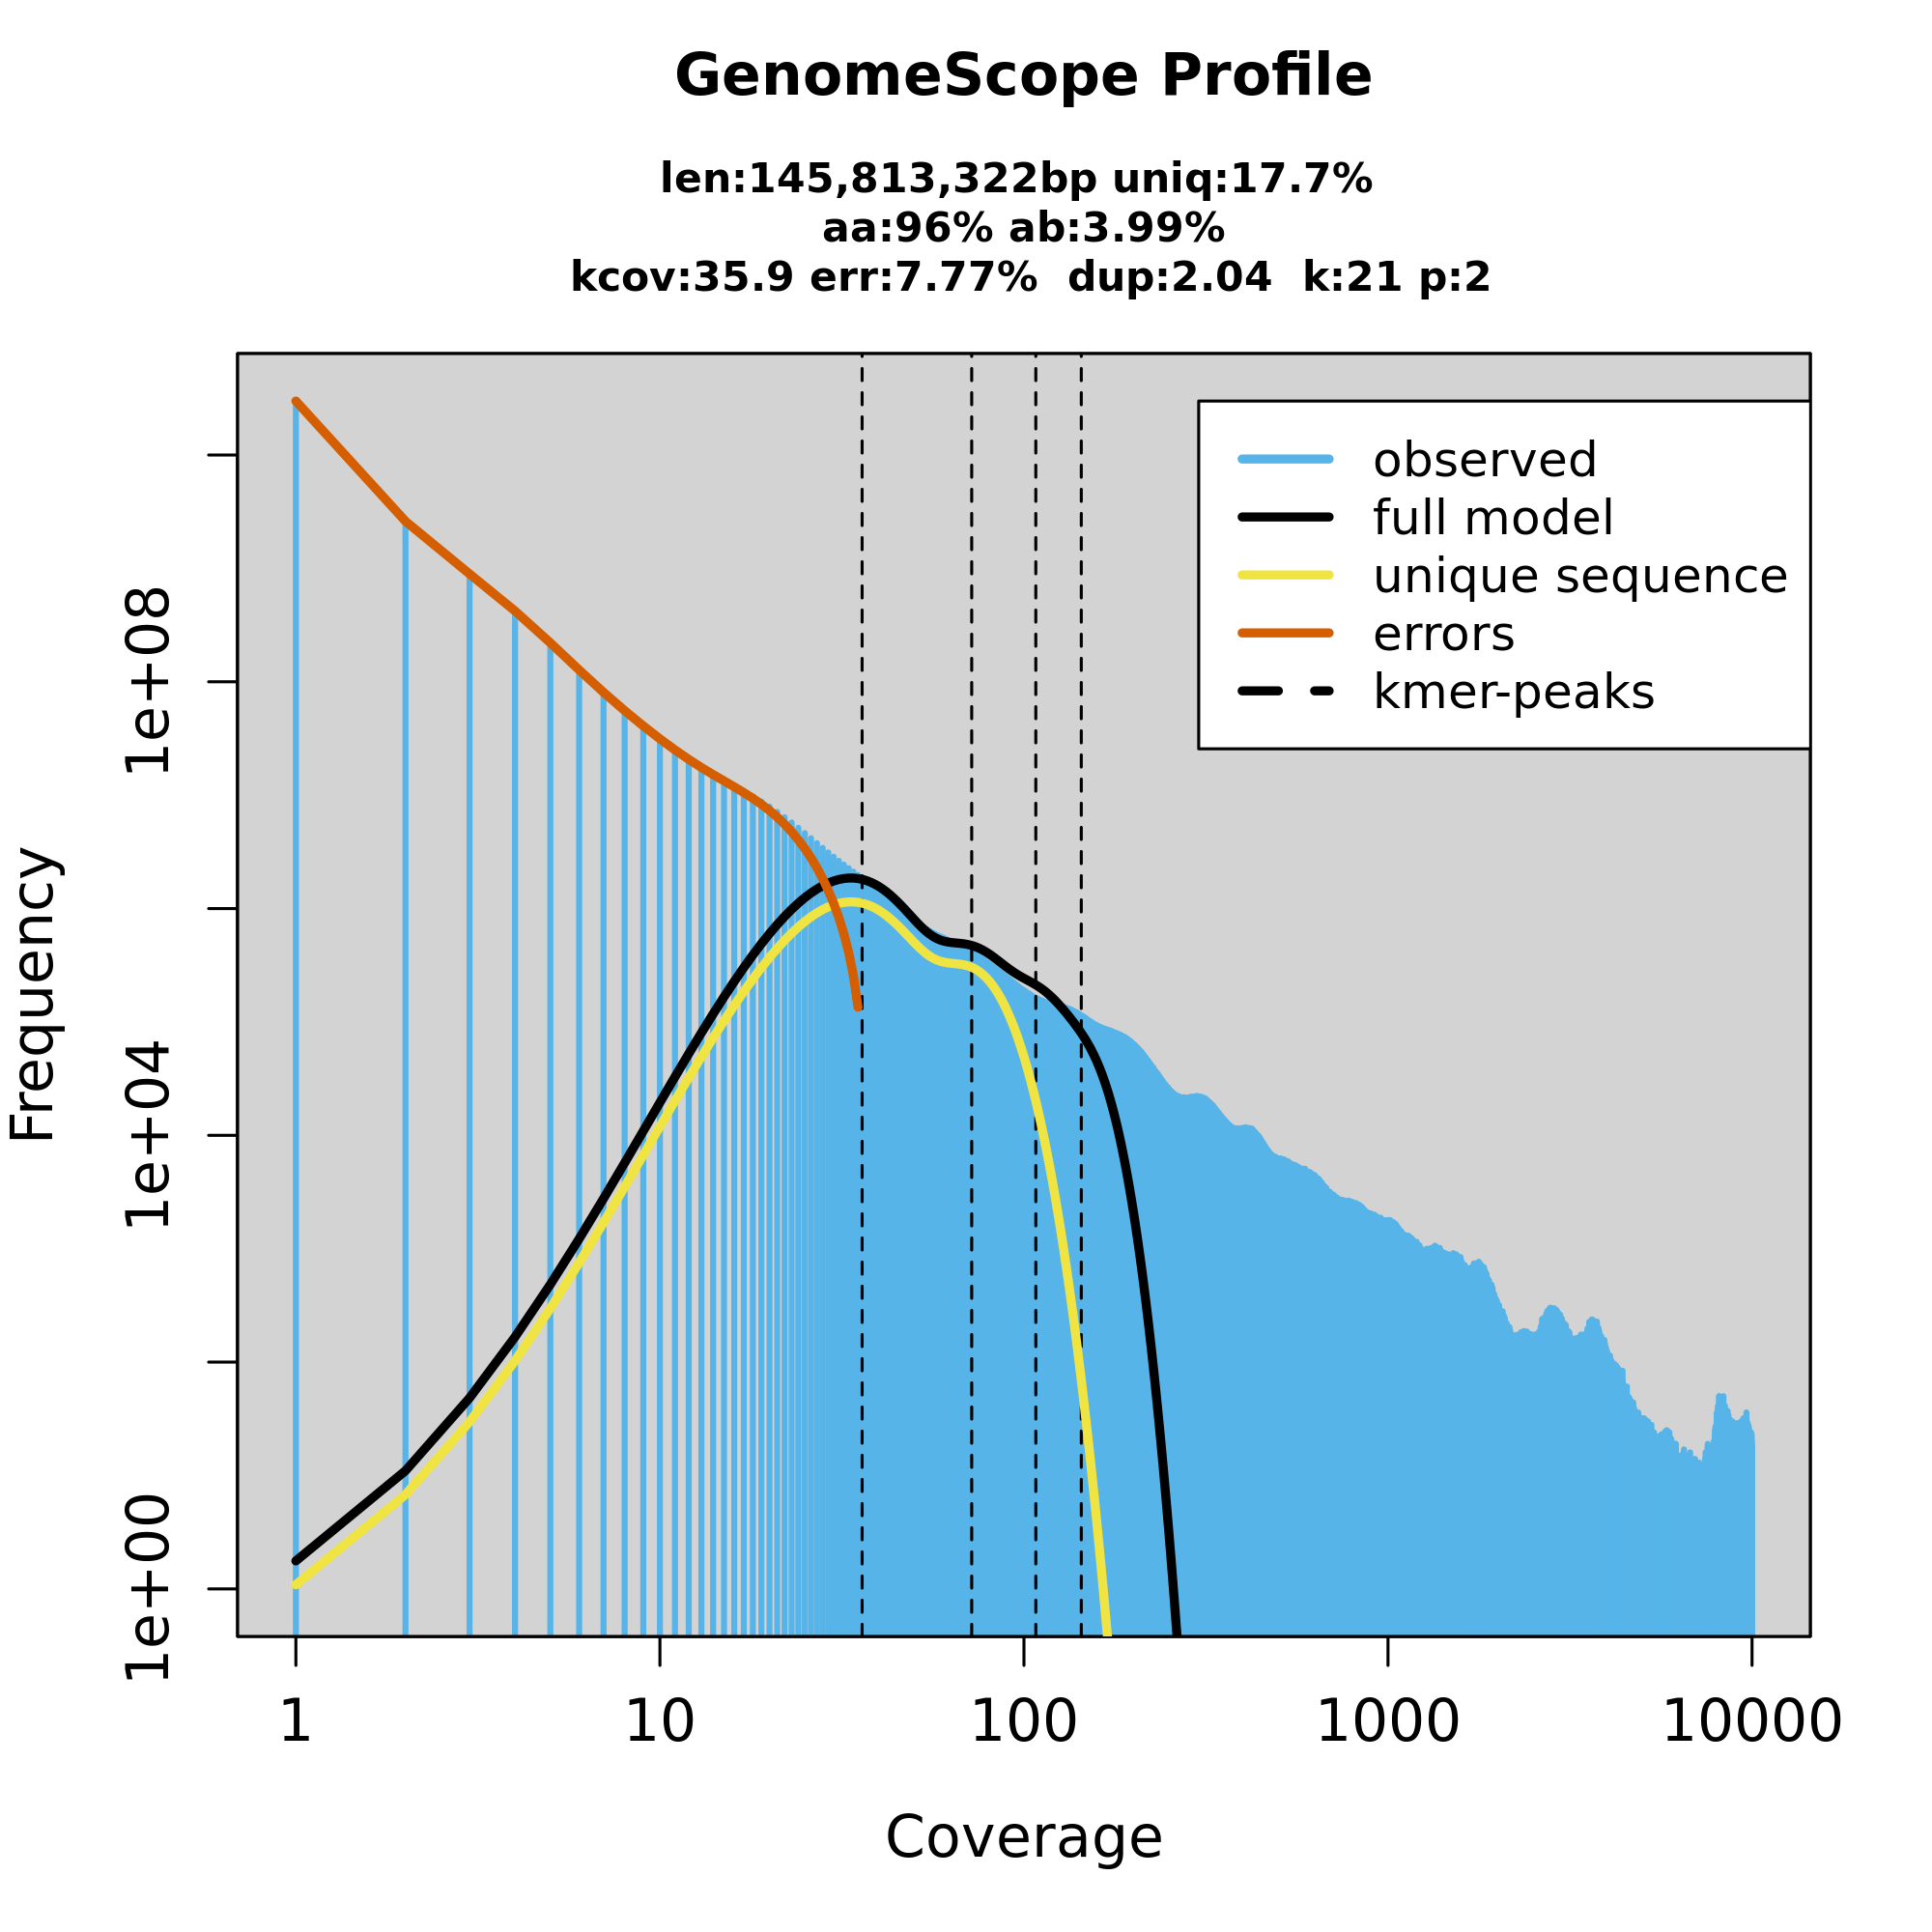 GenomeScope Profile
len:145,813,322bp uniq:17.7%
aa:96% ab:3.99%
kcov:35.9 err:7.77%  dup:2.04  k:21 p:2
observed
full model
unique sequence
errors
kmer-peaks
Frequency
1e+08
1e+04
1e+00
1 10 100 1000 10000
Coverage